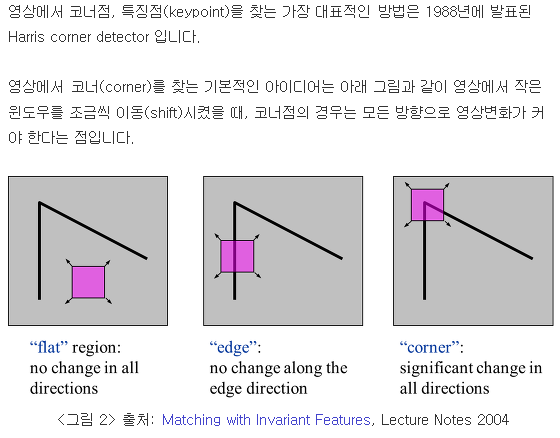 영상에서 코너점, 특징점(keypoint)을 찾는 가장 대표적인 방법은 1988년에 발표된
Harris corner detector 입니다.
영상에서 코너(corner)를 찾는 기본적인 아이디어는 아래 그림과 같이 영상에서 작은
윈도우를 조금씩 이동(shift)시켰을 때, 코너점의 경우는 모든 방향으로 영상변화가 커
야 한다는 점입니다.
“flat” region:
no change in all
directions
“edge”:
no change along the
edge direction
“corner”:
significant change in
all directions
<그림 2> 출처: Matching with Invariant Features, Lecture Notes 2004